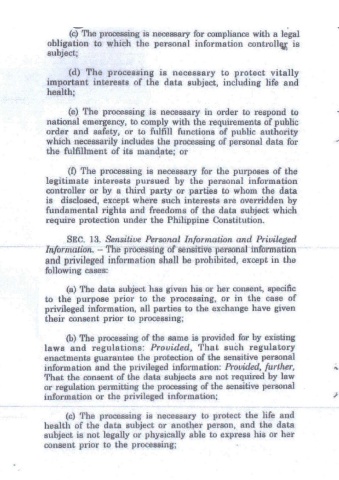 (c) The processing is necessary for compliance with a legal
obligation to which the personal information controller is
subject;
(d) The processing is necessary to protect vitally
important interests of the data subject, including life and
health;
(e) The processing is necessary in order to respond to
national emergency, to comply with the requirements of public
order and safety, or to fulfill functions of public authority
which necessarily includes the processing of personal data for
the fulfillment of its mandate; or
(f) The processing is necessary for the purposes of the
legitimate interests pursued by the personal information
controller or by a third party or parties to whom the data
is disclosed, except where such interests are overridden by
fundamental rights and freedoms of the data subject which
require protection under the Philippine Constitution.
SEC. 13. Sensitive Personal Information and Privileged
Information. – The processing of sensitive personal information
and privileged information shall be prohibited, except in the
following cases:
(a) The data subject has given his or her consent, specific
to the purpose prior to the processing, or in the case of
privileged information, all parties to the exchange have given
their consent prior to processing;
(b) The processing of the same is provided for by existing
laws and regulations: Provided, That such regulatory
enactments guarantee the protection of the sensitive personal
information and the privileged information: Provided, further,
That the consent of the data subjects are not required by law
or regulation permitting the processing of the sensitive personal
information or the privileged information;
(c) The processing is necessary to protect the life and
health of the data subject or another person, and the data
subject is not legally or physically able to express his or her
consent prior to the processing;